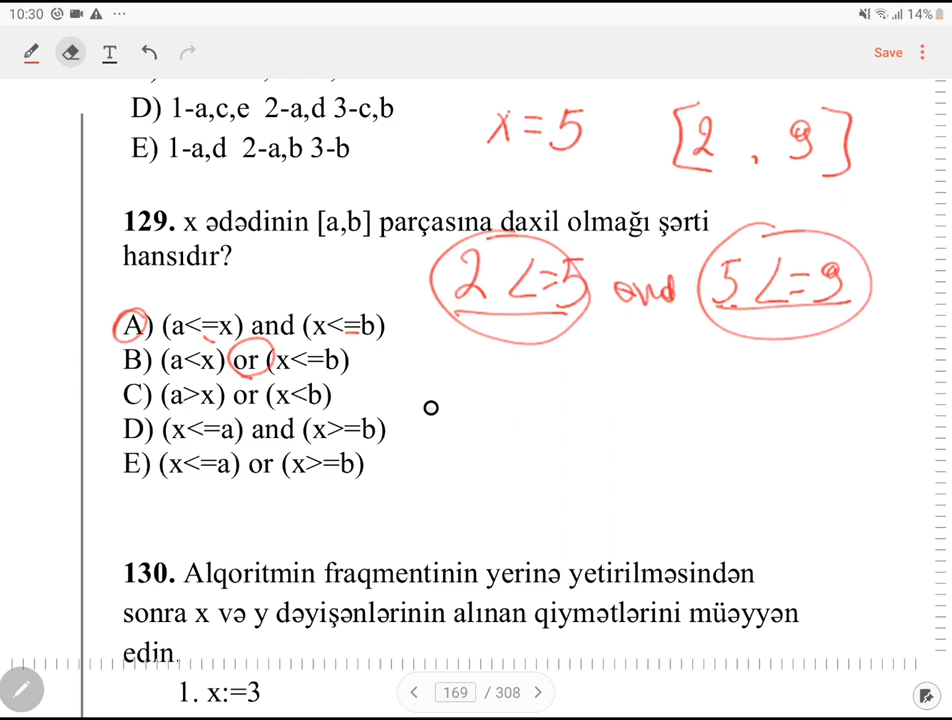 10:30 14%
T Save
D) 1-a,c,e 2-a,d 3-c,b
E) 1-a,d 2-a,b 3-b
x = 5 [2 , 9]
129. x ədədinin [a,b] parçasına daxil olmağı şərti
hansıdır?
2 <= 5 and 5 <= 9
A) (a<=x) and (x<=b)
B) (a<x) or (x<=b)
C) (a>x) or (x<b)
D) (x<=a) and (x>=b)
E) (x<=a) or (x>=b)
130. Alqoritmin fraqmentinin yerinə yetirilməsindən
sonra x və y dəyişənlərinin alınan qiymətlərini müəyyən
edin.
1. x:=3
169 / 308